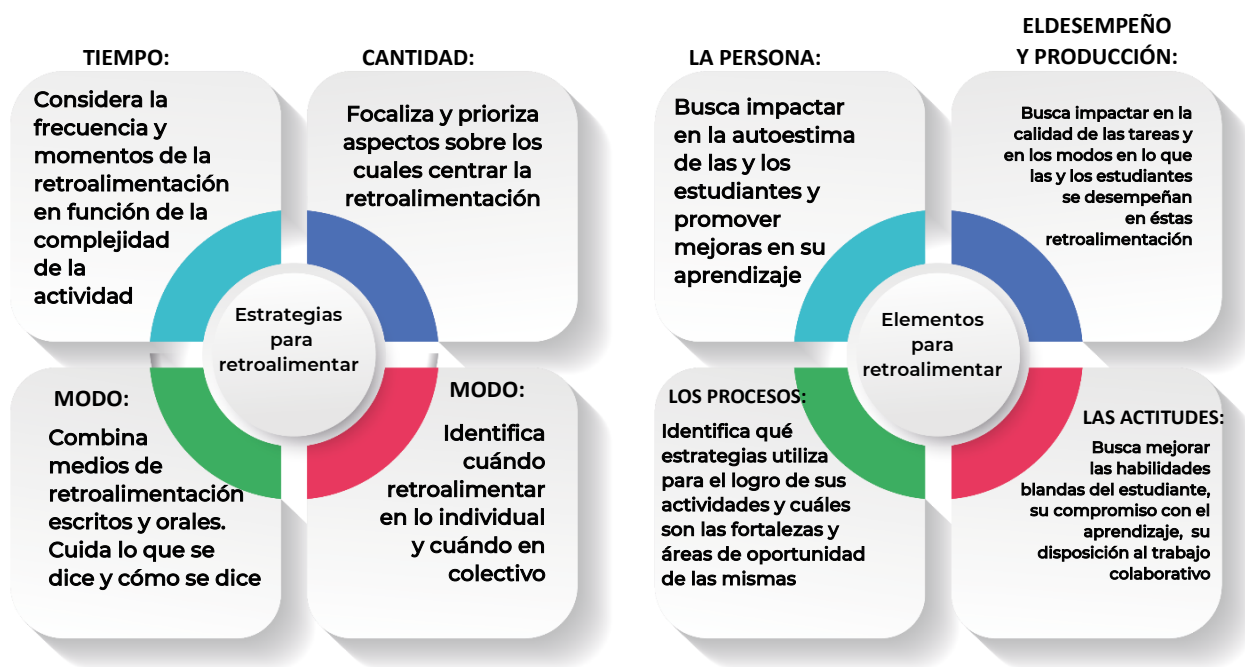 TIEMPO:
Considera la
frecuencia y
momentos de la
retroalimentación
en función de la
complejidad
de la
actividad
CANTIDAD:
Focaliza y prioriza
aspectos sobre los
cuales centrar la
retroalimentación
Estrategias
para
retroalimentar
MODO:
Combina
medios de
retroalimentación
escritos y orales.
Cuida lo que se
dice y cómo se dice
MODO:
Identifica
cuándo
retroalimentar
en lo individual
y cuándo en
colectivo
LA PERSONA:
Busca impactar
en la autoestima
de las y los
estudiantes y
promover
mejoras en su
aprendizaje
ELDESEMPEÑO
Y PRODUCCIÓN:
Busca impactar en la
calidad de las tareas y
en los modos en lo que
las y los estudiantes
se desempeñan
en éstas
retroalimentación
Elementos
para
retroalimentar
LOS PROCESOS:
Identifica qué
estrategias utiliza
para el logro de sus
actividades y cuáles
son las fortalezas y
áreas de oportunidad
de las mismas
LAS ACTITUDES:
Busca mejorar
las habilidades
blandas del estudiante,
su compromiso con el
aprendizaje, su
disposición al trabajo
colaborativo